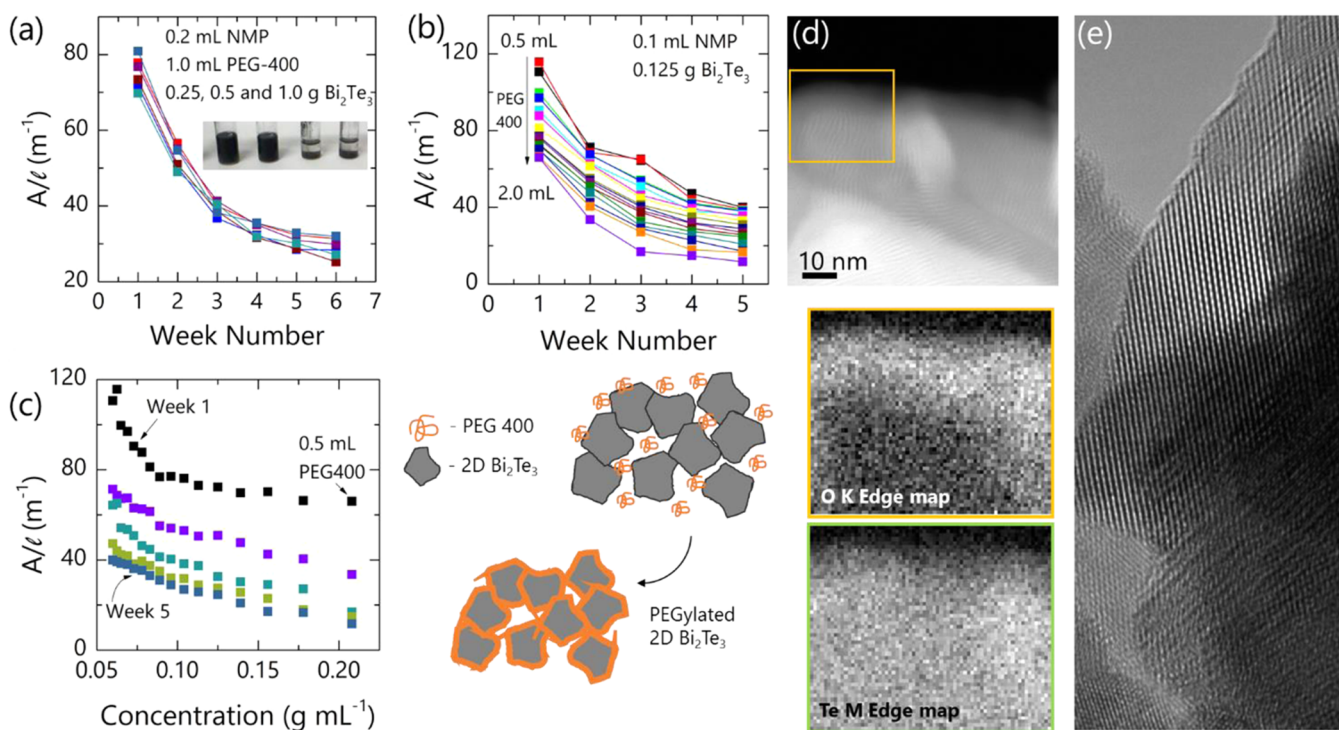 (a)
0.2 mL NMP
1.0 mL PEG-400
0.25, 0.5 and 1.0 g Bi₂Te₃
A/ℓ (m⁻¹)
80
60
40
20
0 1 2 3 4 5 6 7
Week Number
(b)
0.5 mL
PEG
400
2.0 mL
0.1 mL NMP
0.125 g Bi₂Te₃
A/ℓ (m⁻¹)
120
80
40
0
0 1 2 3 4 5
Week Number
(c)
Week 1
0.5 mL
PEG400
Week 5
A/ℓ (m⁻¹)
120
80
40
0
0.05 0.10 0.15 0.20
Concentration (g mL⁻¹)
- PEG 400
- 2D Bi₂Te₃
PEGylated
2D Bi₂Te₃
(d)
10 nm
O K Edge map
Te M Edge map
(e)